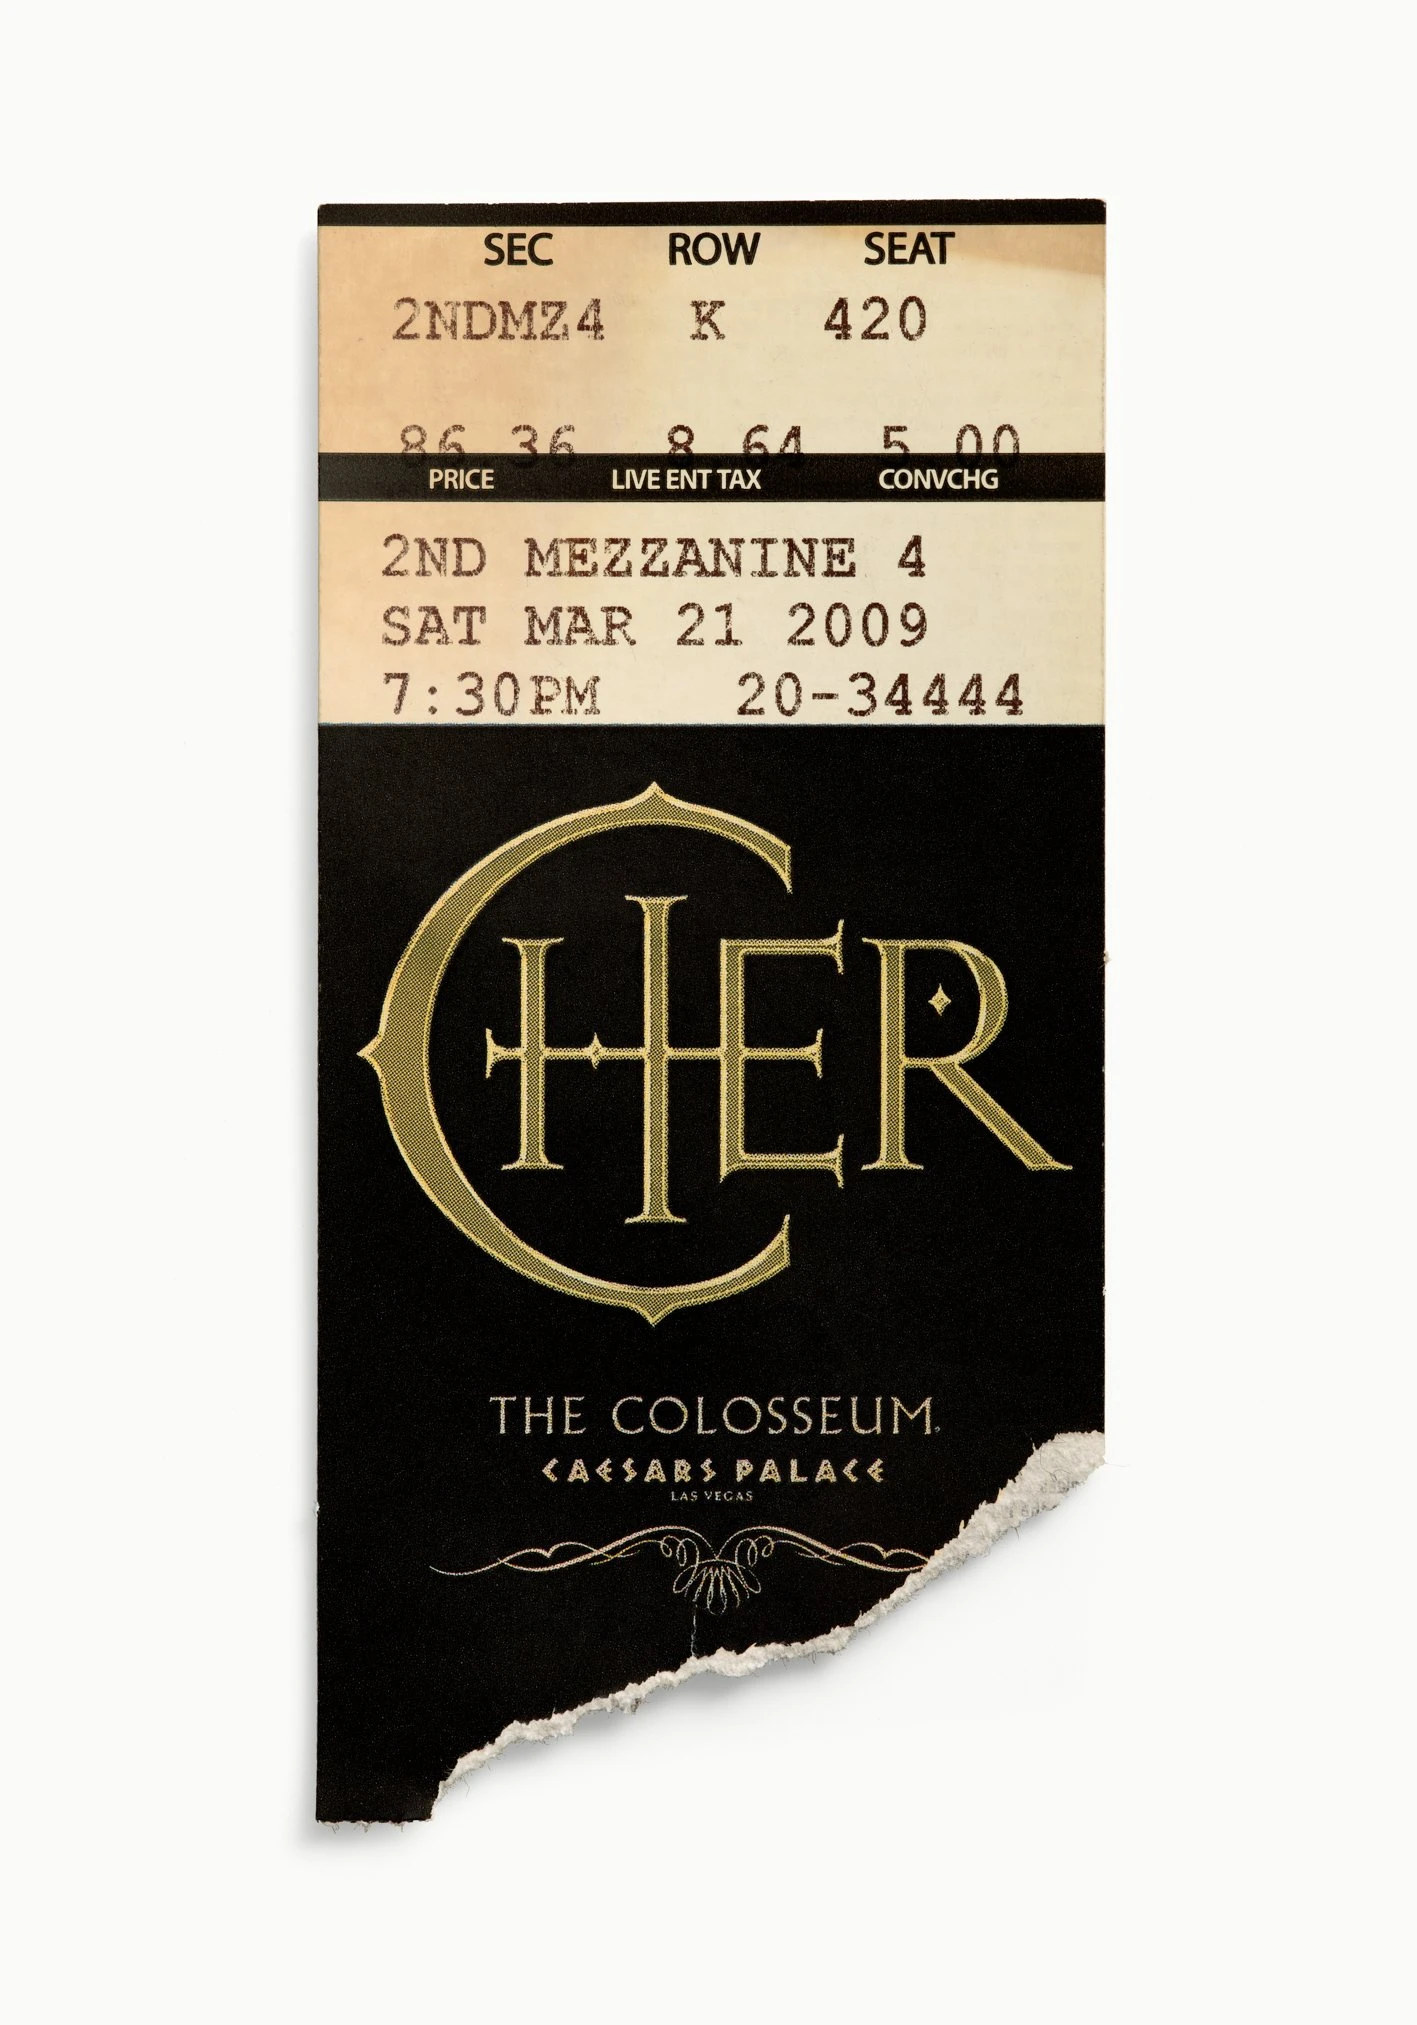 SEC ROW SEAT
2NDMZ4 K 420
86 36 8 64 5 00
PRICE LIVE ENT TAX CONVCHG
2ND MEZZANINE 4
SAT MAR 21 2009
7:30PM 20-34444
CHER
THE COLOSSEUM.
CAESARS PALACE
LAS VEGAS